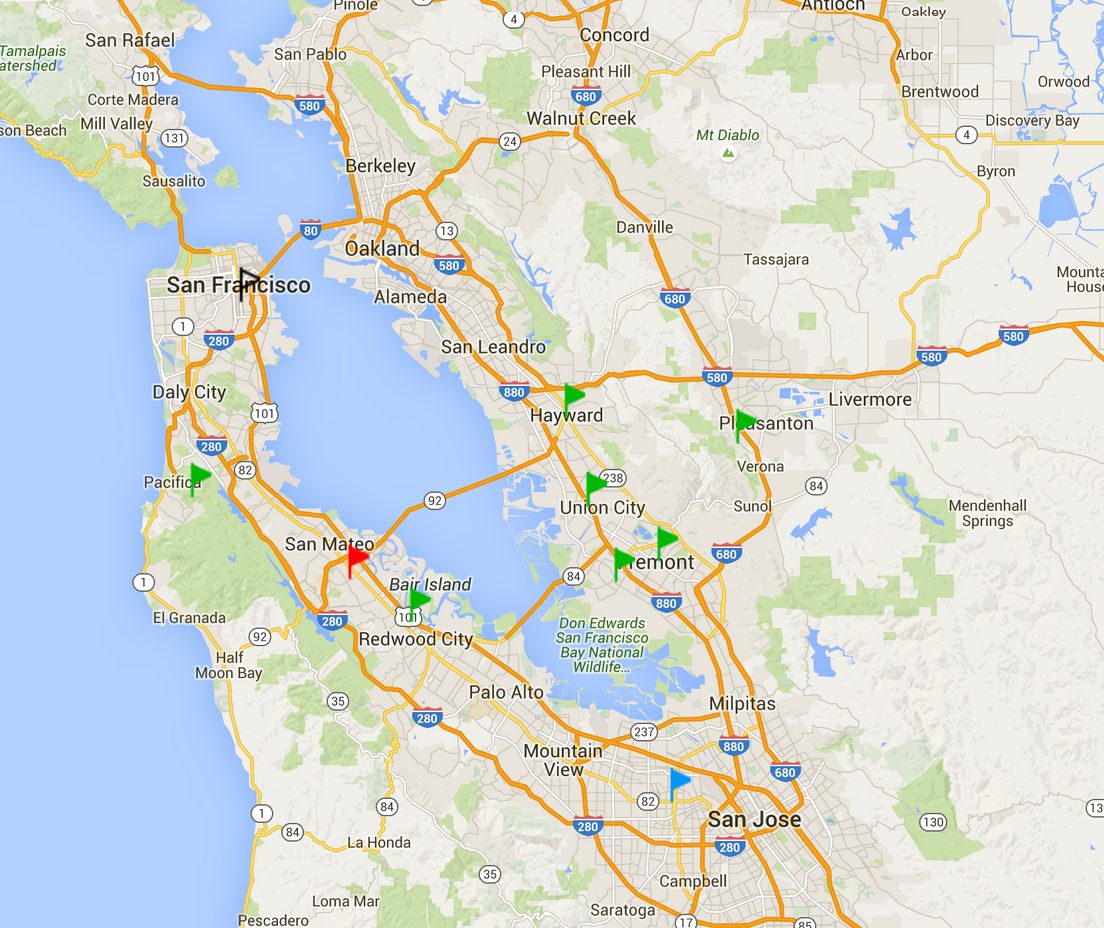 Pinole
4
Antioch
Oakley
San Rafael
Concord
San Pablo
Tamalpais
atershed
Arbor
101
Pleasant Hill
Orwood
Corte Madera
580
680
Brentwood
Mill Valley
Walnut Creek
Discovery Bay
son Beach
131
24
Mt Diablo
4
Berkeley
Byron
Sausalito
80
13
Danville
Oakland
580
Tassajara
Mounta
House
San Francisco
Alameda
680
1
280
San Leandro
580
580
Daly City
880
580
Livermore
101
Hayward
Pleasanton
280
82
Verona
Pacifica
238
84
92
Union City
Sunol
Mendenhall
Springs
San Mateo
680
Fremont
1
Bair Island
84
880
El Granada
280
101
Don Edwards
San Francisco
Bay National
Wildlife...
92
Redwood City
Half
Moon Bay
35
Palo Alto
Milpitas
280
237
Mountain
View
880
680
82
84
1
280
San Jose
130
13
84
La Honda
280
35
Campbell
Loma Mar
Saratoga
Pescadero
17
85